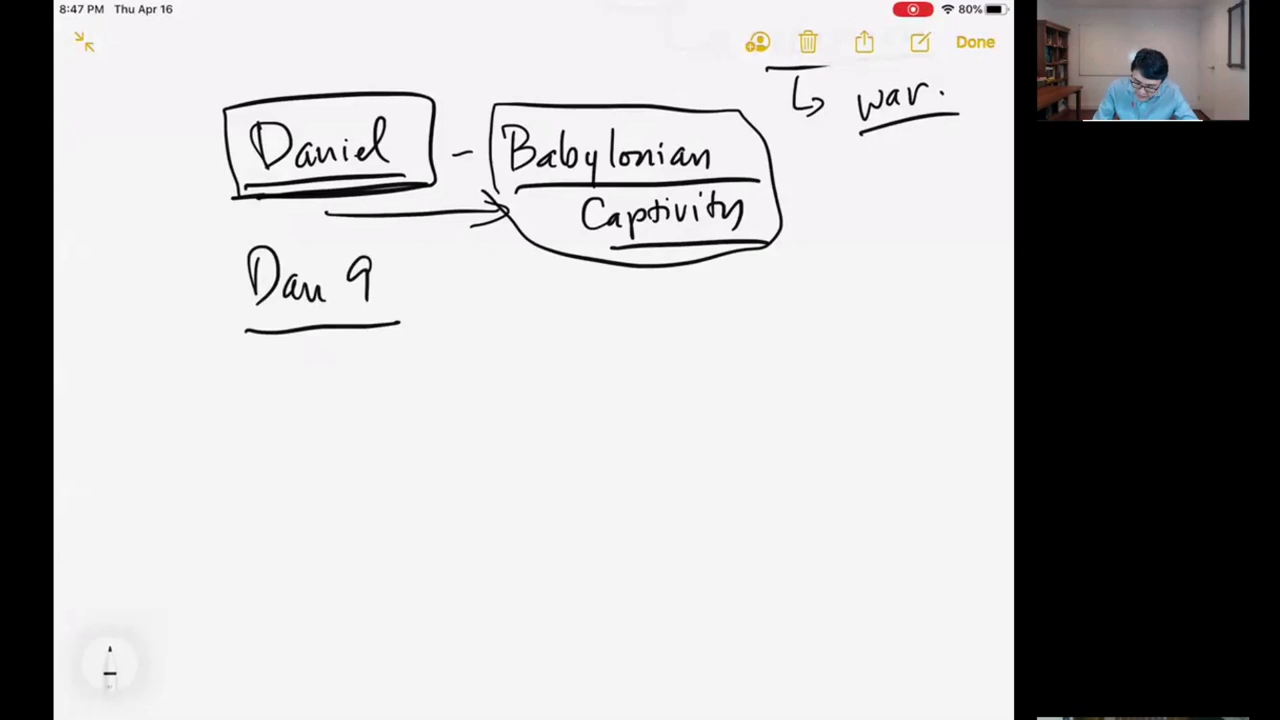 8:47 PM Thu Apr 16
80%
Done
war.
Daniel - Babylonian
Captivity
Dan 9